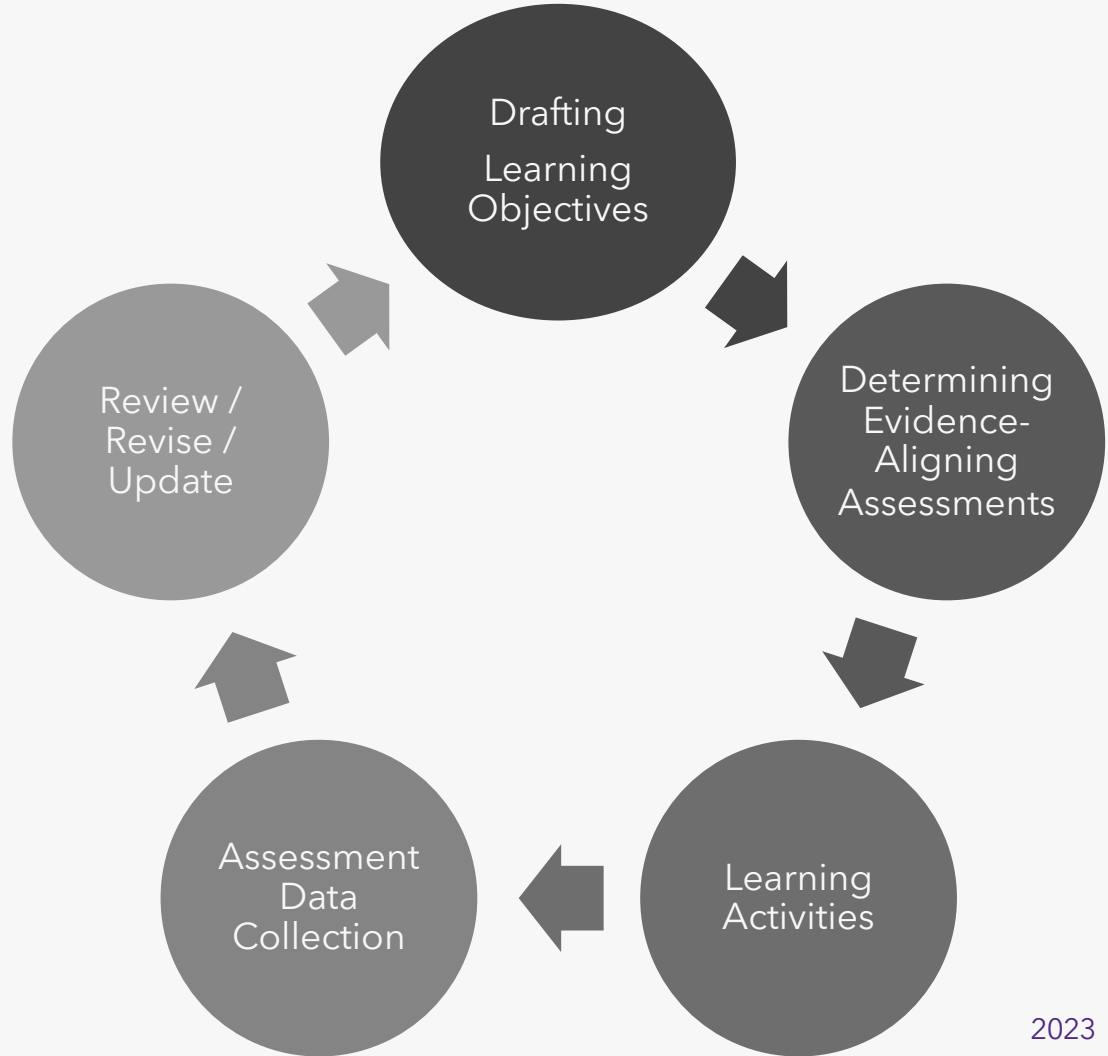 Drafting
Learning
Objectives
Determining
Evidence-
Aligning
Assessments
Learning
Activities
Assessment
Data
Collection
Review /
Revise /
Update
2023